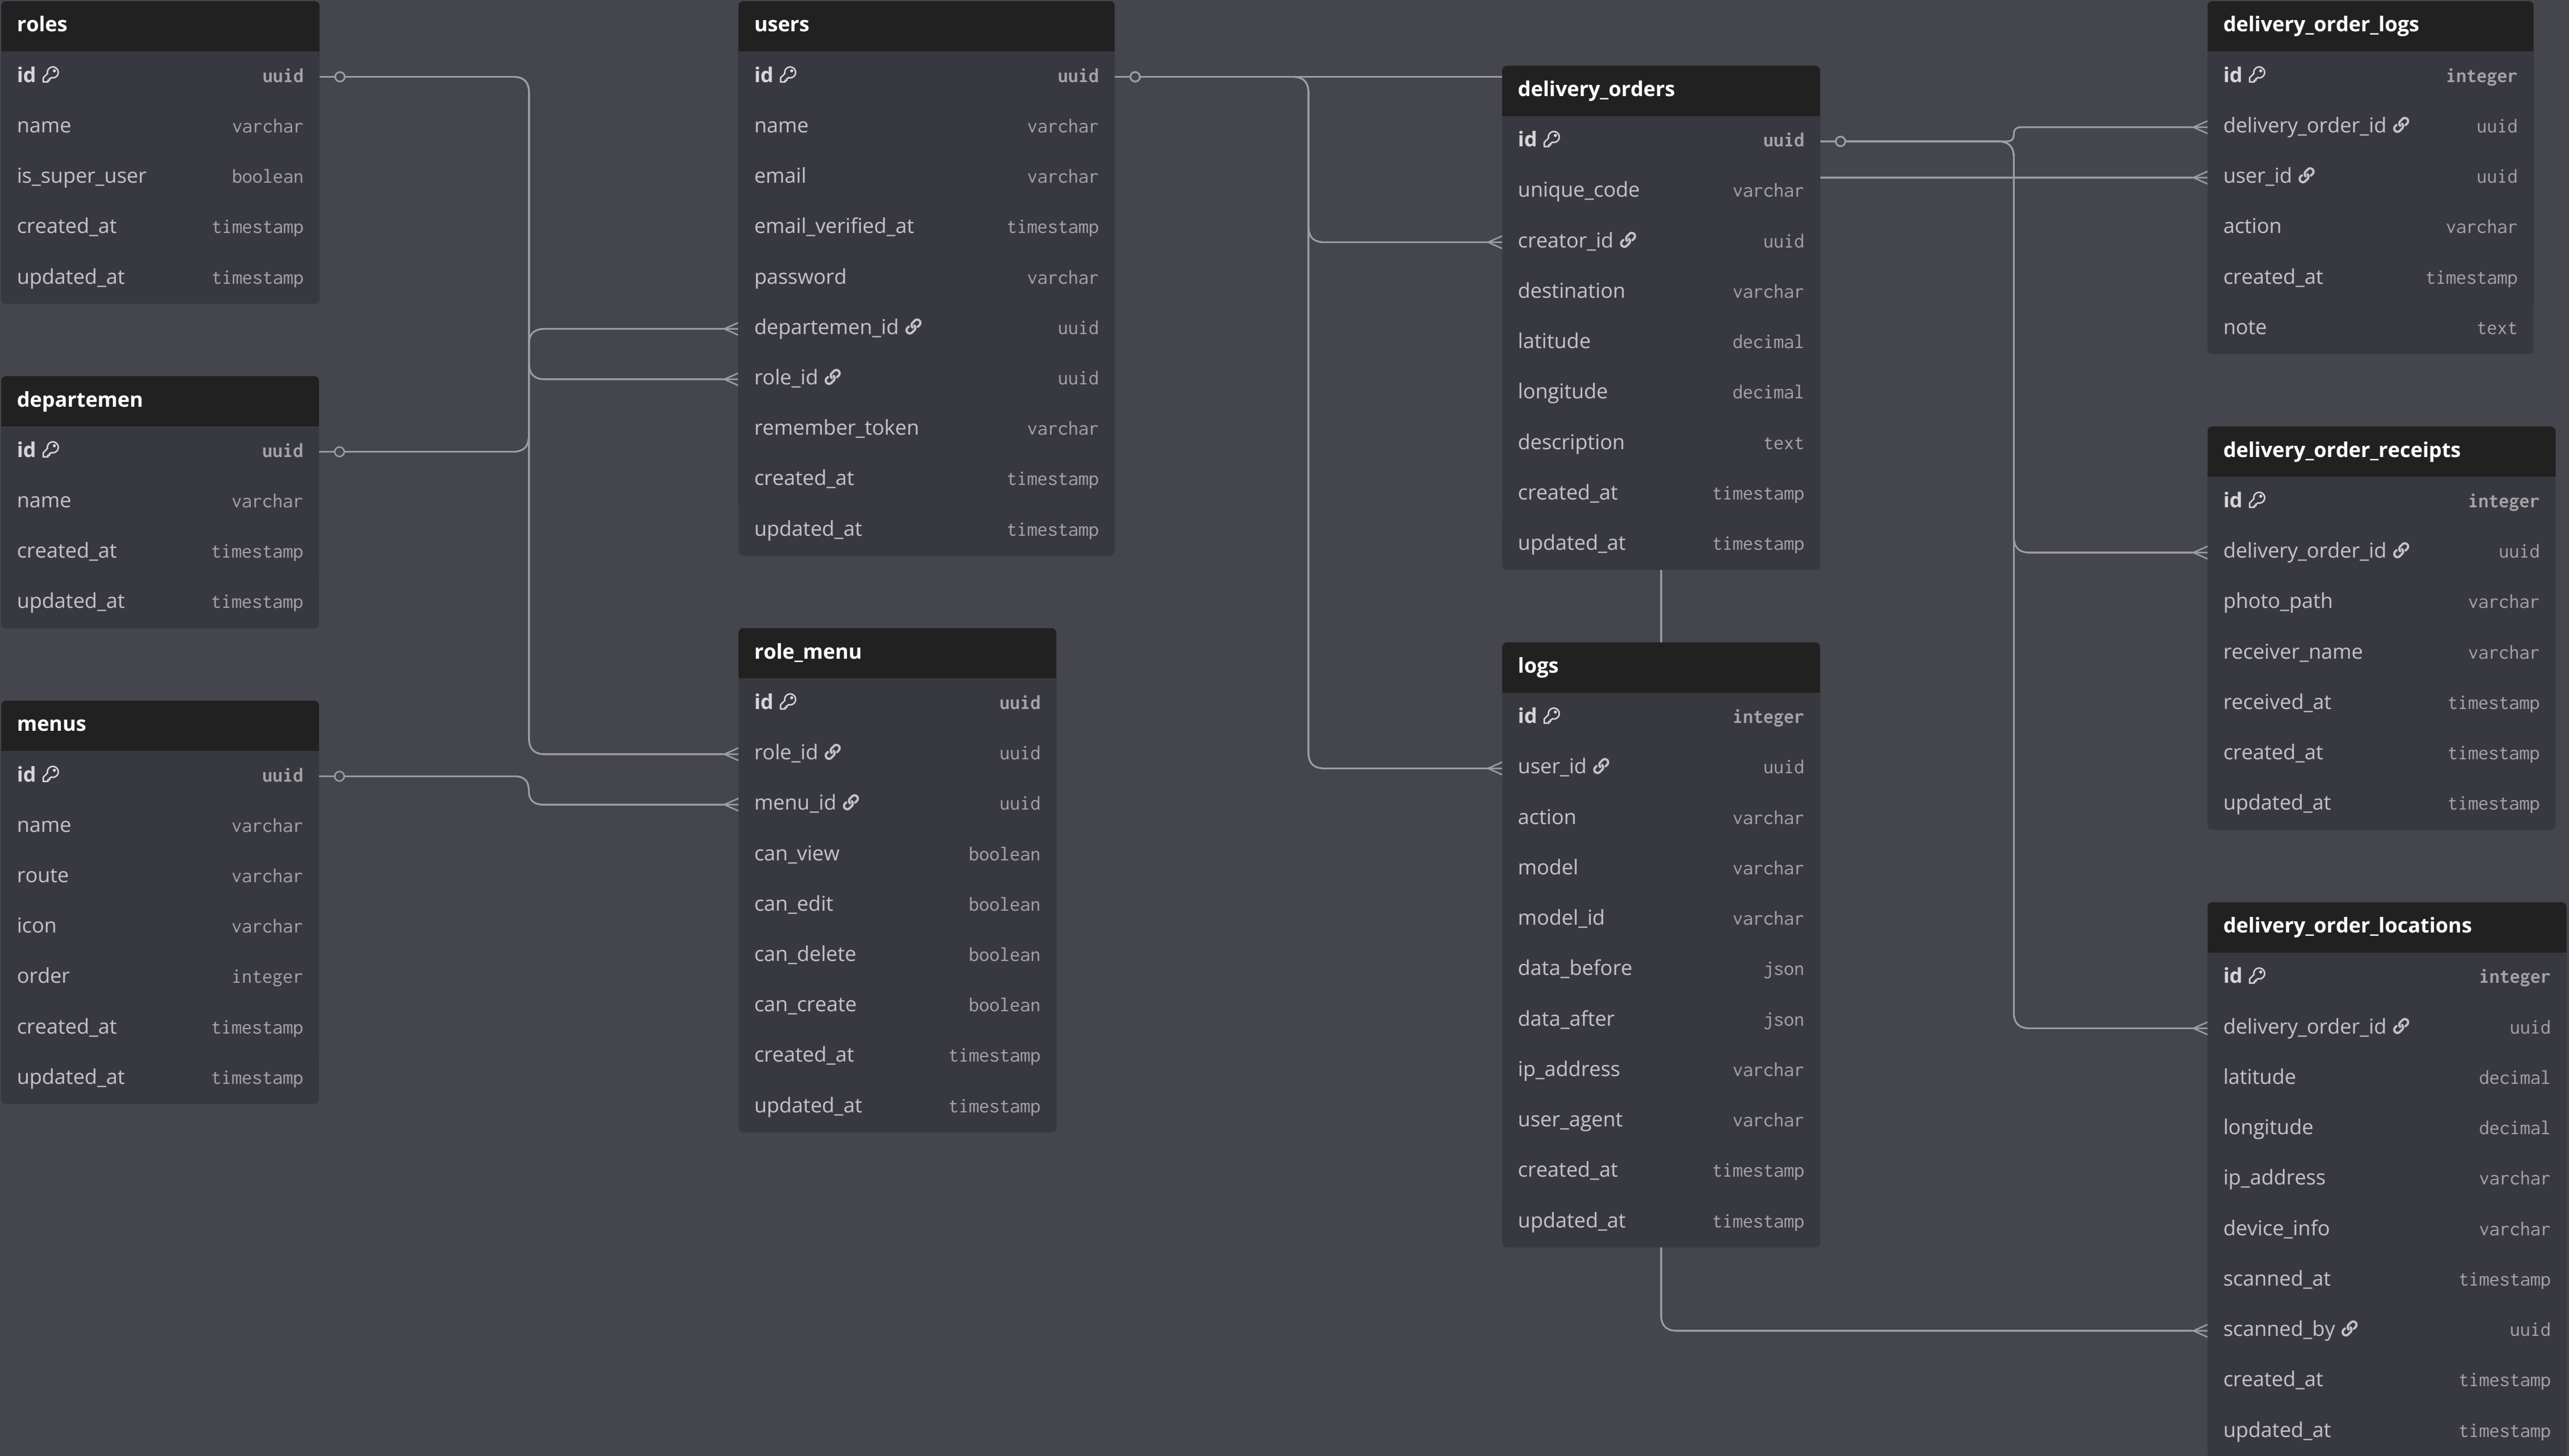 roles
id uuid
name varchar
is_super_user boolean
created_at timestamp
updated_at timestamp
departemen
id uuid
name varchar
created_at timestamp
updated_at timestamp
menus
id uuid
name varchar
route varchar
icon varchar
order integer
created_at timestamp
updated_at timestamp
users
id uuid
name varchar
email varchar
email_verified_at timestamp
password varchar
departemen_id uuid
role_id uuid
remember_token varchar
created_at timestamp
updated_at timestamp
role_menu
id uuid
role_id uuid
menu_id uuid
can_view boolean
can_edit boolean
can_delete boolean
can_create boolean
created_at timestamp
updated_at timestamp
delivery_orders
id uuid
unique_code varchar
creator_id uuid
destination varchar
latitude decimal
longitude decimal
description text
created_at timestamp
updated_at timestamp
logs
id integer
user_id uuid
action varchar
model varchar
model_id varchar
data_before json
data_after json
ip_address varchar
user_agent varchar
created_at timestamp
updated_at timestamp
delivery_order_logs
id integer
delivery_order_id uuid
user_id uuid
action varchar
created_at timestamp
note text
delivery_order_receipts
id integer
delivery_order_id uuid
photo_path varchar
receiver_name varchar
received_at timestamp
created_at timestamp
updated_at timestamp
delivery_order_locations
id integer
delivery_order_id uuid
latitude decimal
longitude decimal
ip_address varchar
device_info varchar
scanned_at timestamp
scanned_by uuid
created_at timestamp
updated_at timestamp